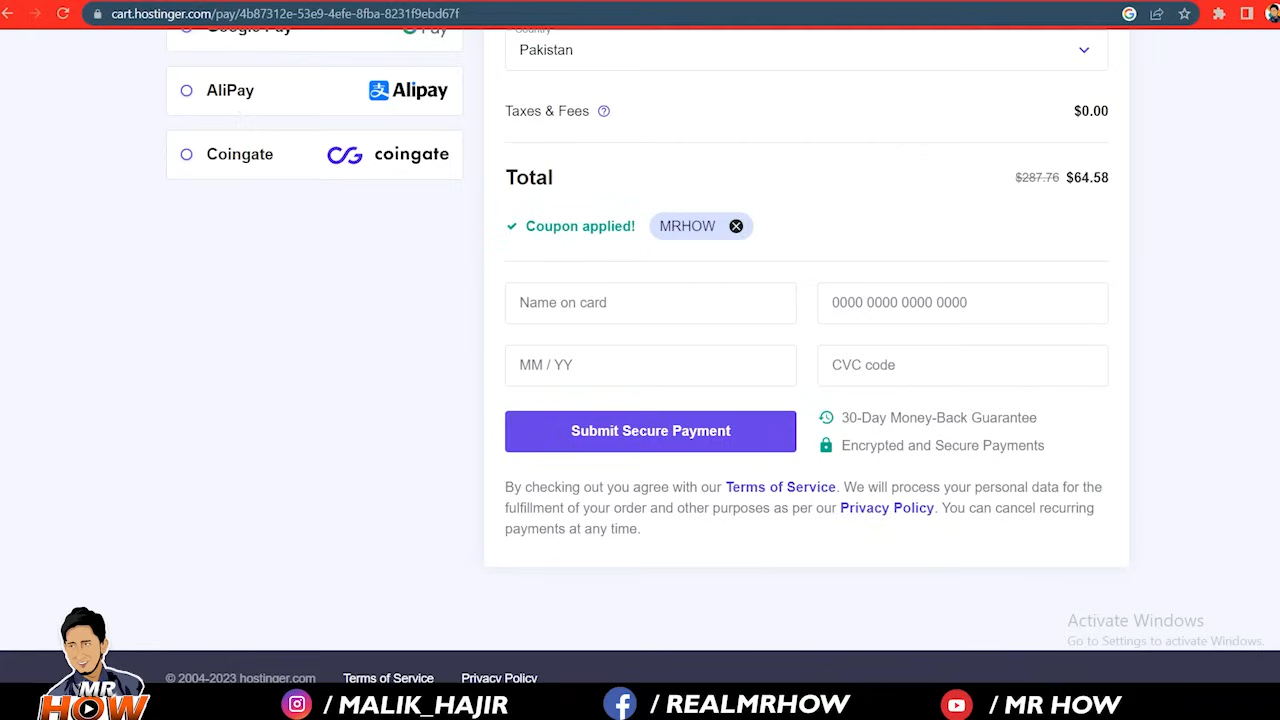 cart.hostinger.com/pay/4b87312e-53e9-4efe-8fba-8231f9ebd67f
Google Pay
Pay
AliPay
Alipay
Coingate
coingate
Country
Pakistan
Taxes & Fees
$0.00
Total
$287.76 $64.58
Coupon applied! MRHOW
Name on card
0000 0000 0000 0000
MM / YY
CVC code
Submit Secure Payment
30-Day Money-Back Guarantee
Encrypted and Secure Payments
By checking out you agree with our Terms of Service. We will process your personal data for the
fulfillment of your order and other purposes as per our Privacy Policy. You can cancel recurring
payments at any time.
Activate Windows
Go to Settings to activate Windows.
© 2004-2023 hostinger.com Terms of Service Privacy Policy
MR
HOW
/ MALIK_HAJIR
/ REALMRHOW
/ MR HOW